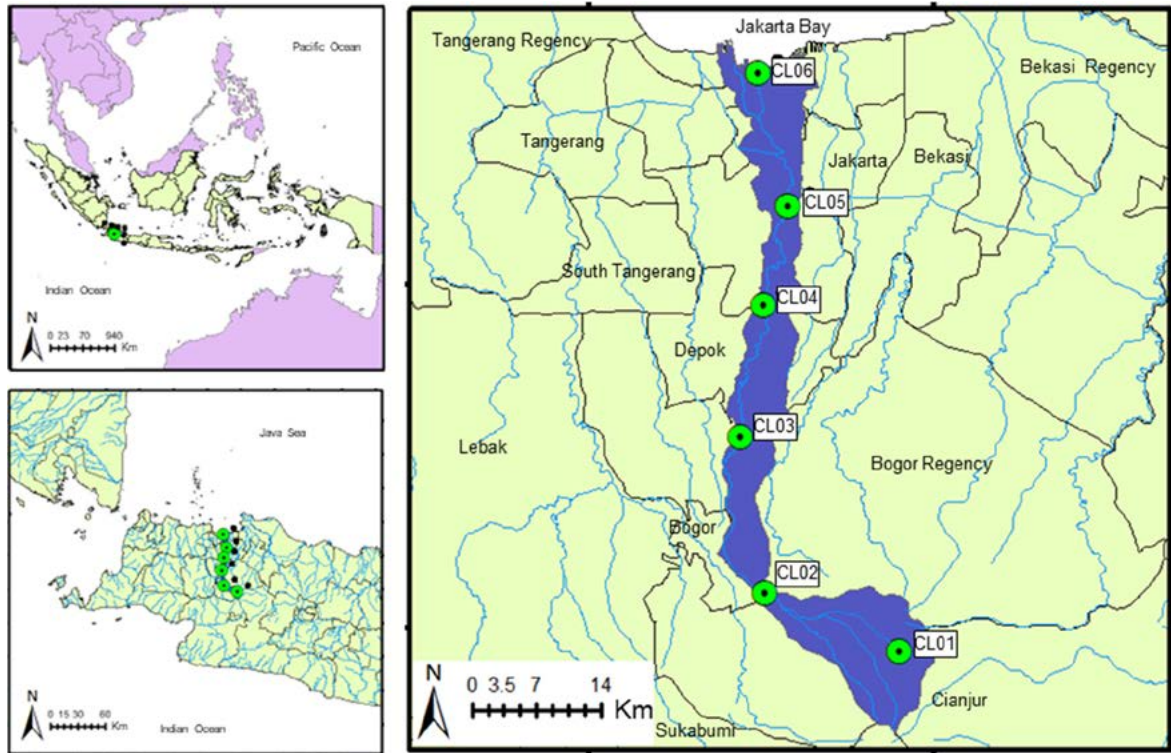 Pacific Ocean
Indian Ocean
N
0 23 70 940
Km
Java Sea
N
0 15 30 60
Km
Indian Ocean
Jakarta Bay
Tangerang Regency
CL06
Bekasi Regency
Tangerang
Jakarta
Bekasi
CL05
South Tangerang
CL04
Depok
CL03
Lebak
Bogor Regency
Bogor
CL02
CL01
N
0 3.5 7 14
Km
Cianjur
Sukabumi